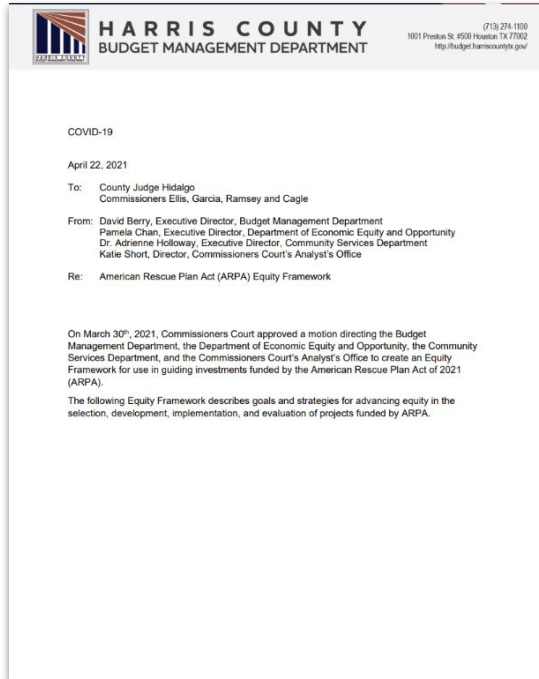 HARRIS COUNTY
HARRIS COUNTY
BUDGET MANAGEMENT DEPARTMENT
(713) 274-1100
1001 Preston St. #500 Houston TX 77002
http://budget.harriscountytx.gov/
COVID-19
April 22, 2021
To: County Judge Hidalgo
Commissioners Ellis, Garcia, Ramsey and Cagle
From: David Berry, Executive Director, Budget Management Department
Pamela Chan, Executive Director, Department of Economic Equity and Opportunity
Dr. Adrienne Holloway, Executive Director, Community Services Department
Katie Short, Director, Commissioners Court's Analyst's Office
Re: American Rescue Plan Act (ARPA) Equity Framework
On March 30th, 2021, Commissioners Court approved a motion directing the Budget
Management Department, the Department of Economic Equity and Opportunity, the Community
Services Department, and the Commissioners Court's Analyst's Office to create an Equity
Framework for use in guiding investments funded by the American Rescue Plan Act of 2021
(ARPA).
The following Equity Framework describes goals and strategies for advancing equity in the
selection, development, implementation, and evaluation of projects funded by ARPA.